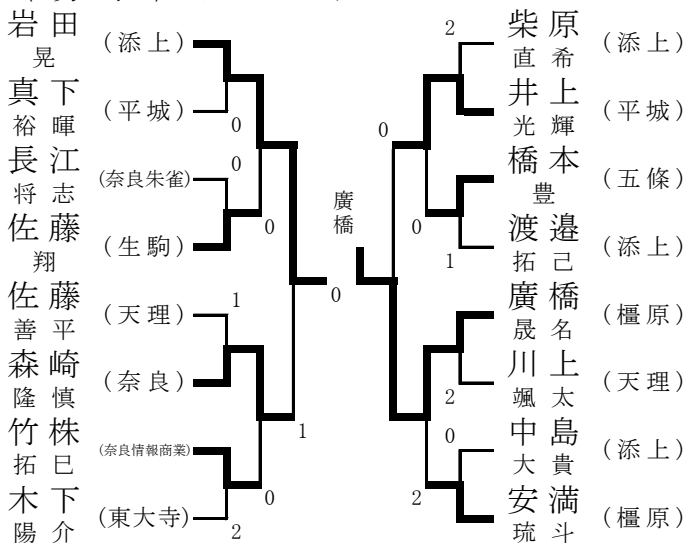 岩田 晃 (添上)
真下 裕暉 (平城)
0
長江 将志 (奈良朱雀)
0
佐藤 翔 (生駒)
0
佐藤 善平 (天理)
1
森崎 隆慎 (奈良)
1
竹株 拓巳 (奈良情報商業)
0
木下 陽介 (東大寺)
2
廣橋
0
柴原 直希 (添上)
2
井上 光輝 (平城)
0
橋本 豊 (五條)
0
渡邉 拓己 (添上)
1
廣橋 晟名 (橿原)
川上 颯太 (天理)
2
中島 大貴 (添上)
0
安満 琉斗 (橿原)
2